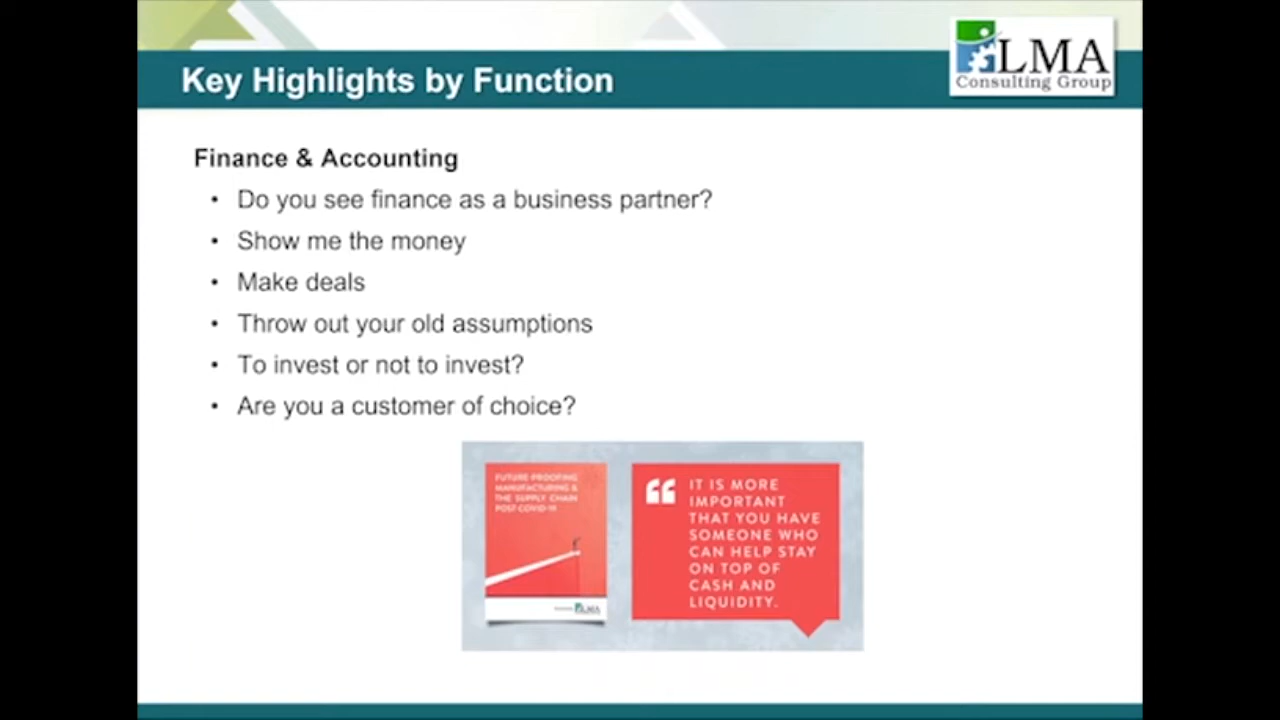 Key Highlights by Function
LMA
Consulting Group
Finance & Accounting
• Do you see finance as a business partner?
• Show me the money
• Make deals
• Throw out your old assumptions
• To invest or not to invest?
• Are you a customer of choice?
FUTURE-PROOFING
MANUFACTURING &
THE SUPPLY CHAIN
POST-COVID-19
LMA
“ IT IS MORE
IMPORTANT
THAT YOU HAVE
SOMEONE WHO
CAN HELP STAY
ON TOP OF
CASH AND
LIQUIDITY.